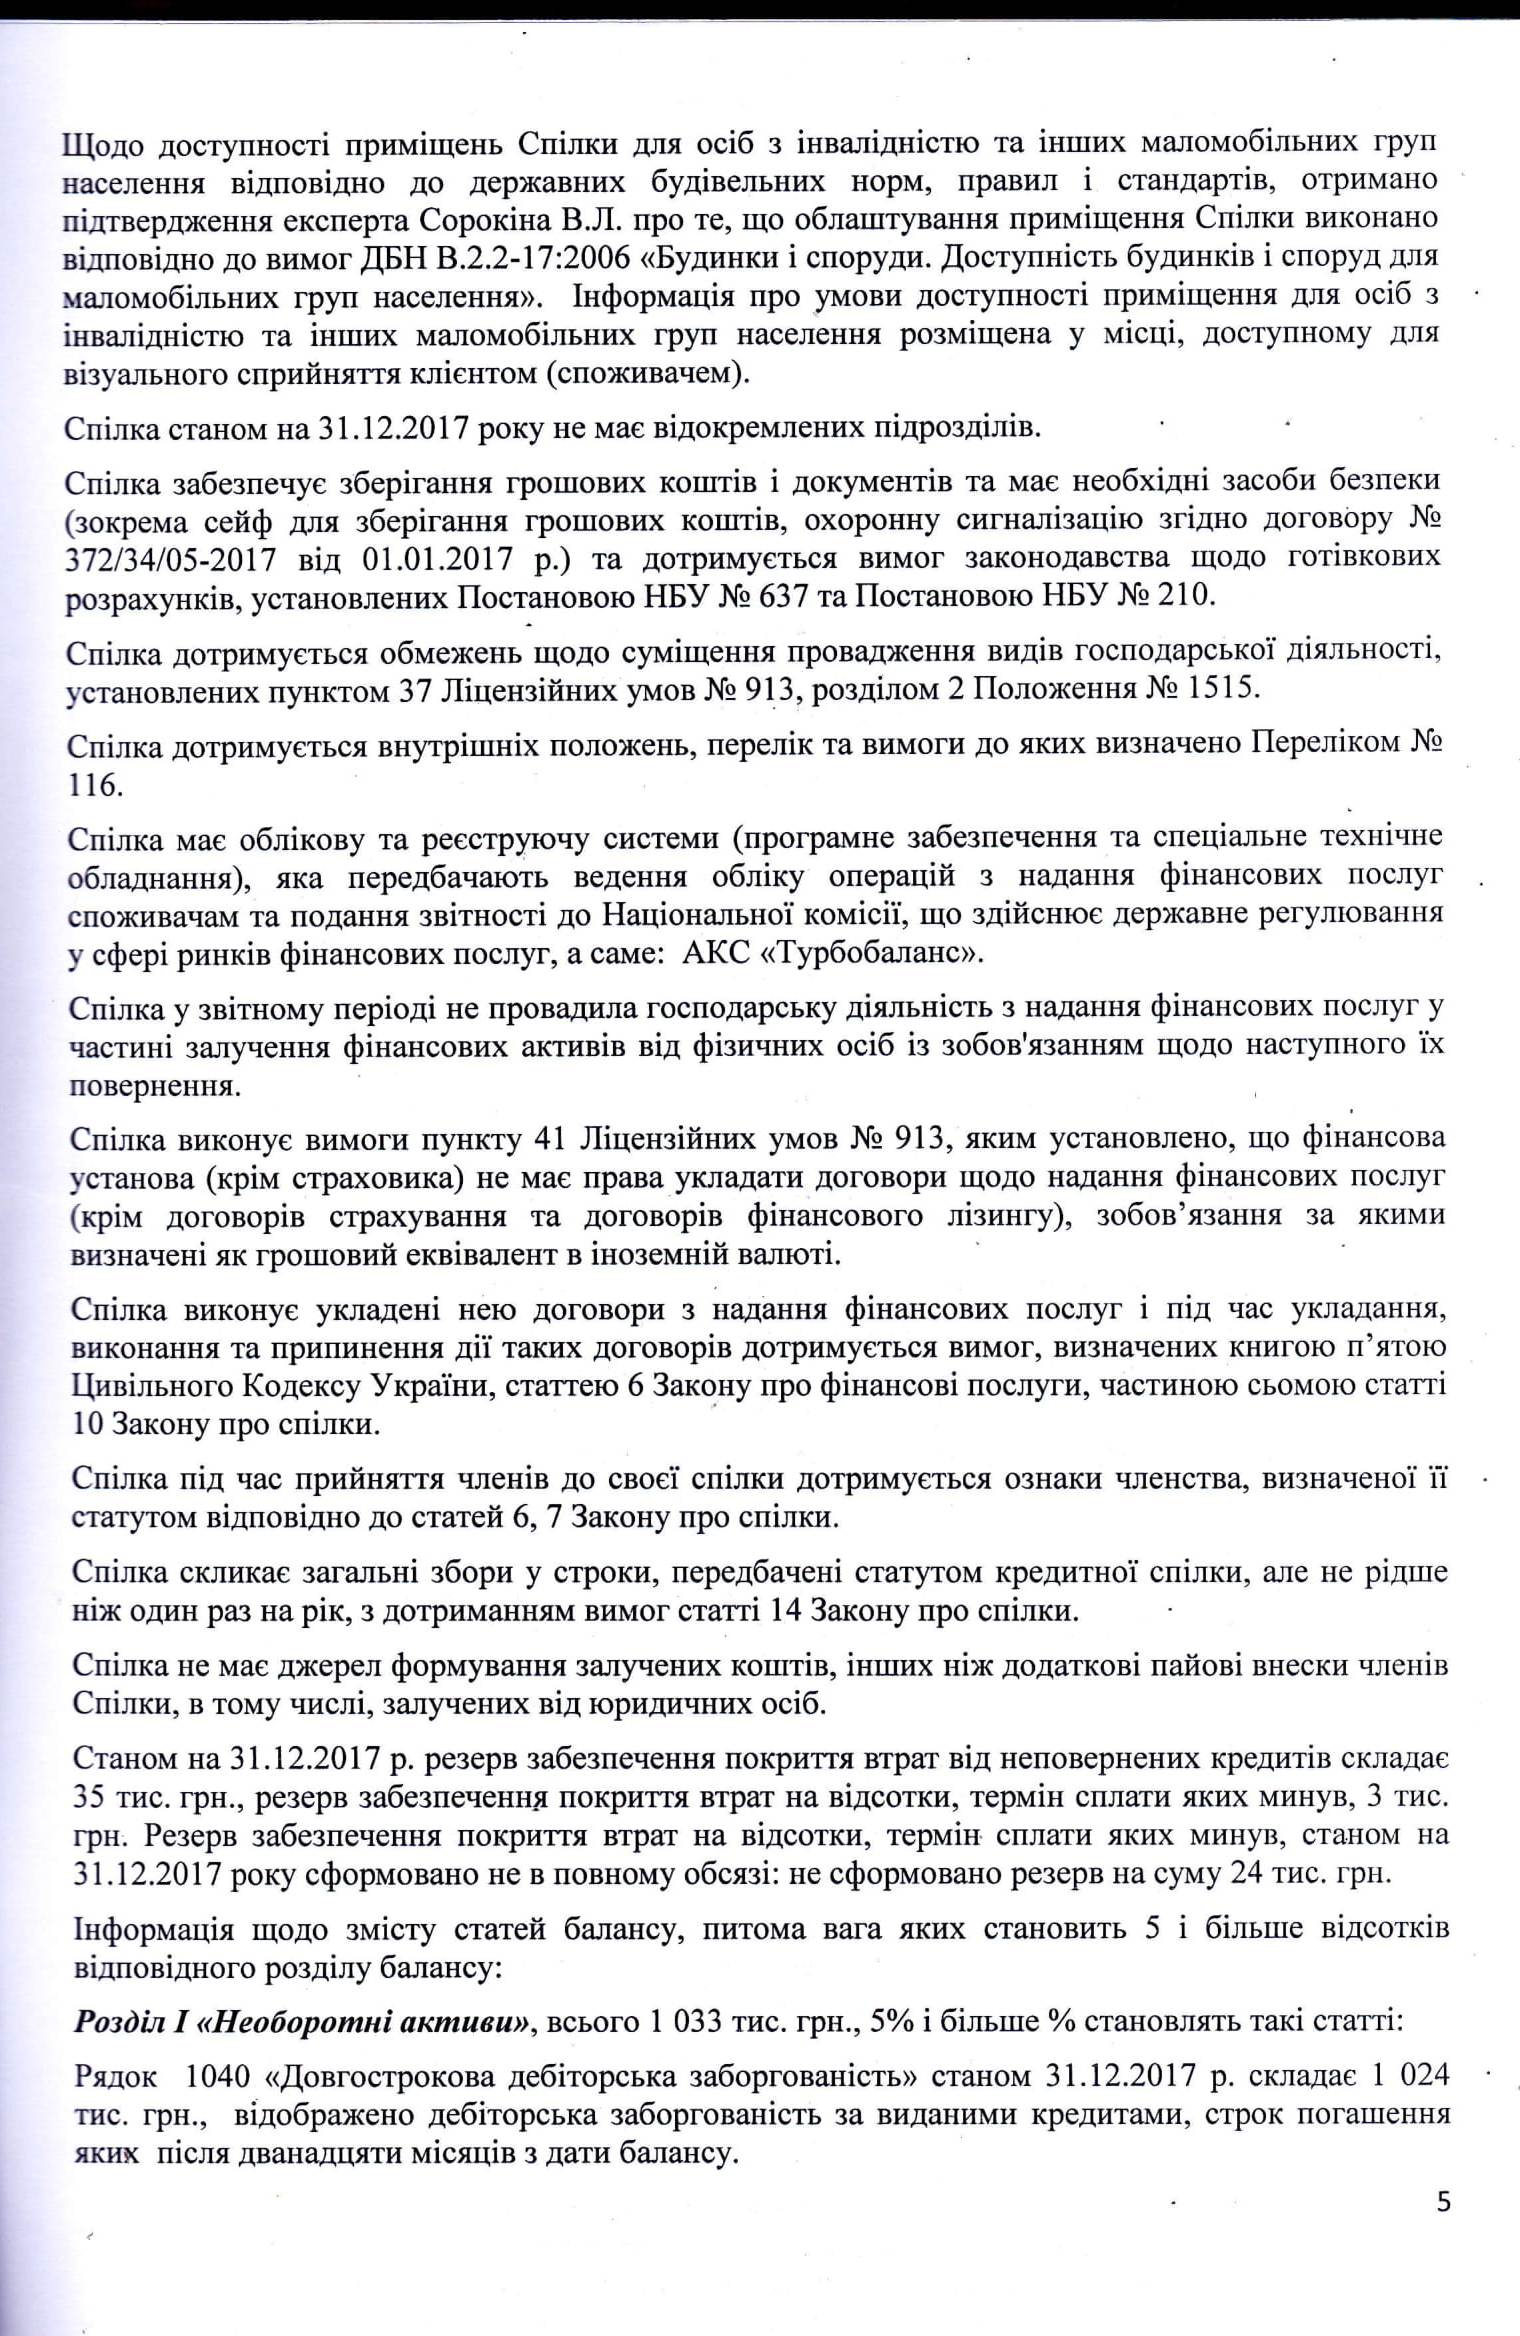 Щодо доступності приміщень Спілки для осіб з інвалідністю та інших маломобільних груп
населення відповідно до державних будівельних норм, правил і стандартів, отримано
підтвердження експерта Сорокіна В.Л. про те, що облаштування приміщення Спілки виконано
відповідно до вимог ДБН В.2.2-17:2006 «Будинки і споруди. Доступність будинків і споруд для
маломобільних груп населення». Інформація про умови доступності приміщення для осіб з
інвалідністю та інших маломобільних груп населення розміщена у місці, доступному для
візуального сприйняття клієнтом (споживачем).
Спілка станом на 31.12.2017 року не має відокремлених підрозділів.
Спілка забезпечує зберігання грошових коштів і документів та має необхідні засоби безпеки
(зокрема сейф для зберігання грошових коштів, охоронну сигналізацію згідно договору №
372/34/05-2017 від 01.01.2017 р.) та дотримується вимог законодавства щодо готівкових
розрахунків, установлених Постановою НБУ № 637 та Постановою НБУ № 210.
Спілка дотримується обмежень щодо суміщення провадження видів господарської діяльності,
установлених пунктом 37 Ліцензійних умов № 913, розділом 2 Положення № 1515.
Спілка дотримується внутрішніх положень, перелік та вимоги до яких визначено Переліком №
116.
Спілка має облікову та реєструючу системи (програмне забезпечення та спеціальне технічне
обладнання), яка передбачають ведення обліку операцій з надання фінансових послуг
споживачам та подання звітності до Національної комісії, що здійснює державне регулювання
у сфері ринків фінансових послуг, а саме: АКС «Турбобаланс».
Спілка у звітному періоді не провадила господарську діяльність з надання фінансових послуг у
частині залучення фінансових активів від фізичних осіб із зобов'язанням щодо наступного їх
повернення.
Спілка виконує вимоги пункту 41 Ліцензійних умов № 913, яким установлено, що фінансова
установа (крім страховика) не має права укладати договори щодо надання фінансових послуг
(крім договорів страхування та договорів фінансового лізингу), зобов’язання за якими
визначені як грошовий еквівалент в іноземній валюті.
Спілка виконує укладені нею договори з надання фінансових послуг і під час укладання,
виконання та припинення дії таких договорів дотримується вимог, визначених книгою п’ятою
Цивільного Кодексу України, статтею 6 Закону про фінансові послуги, частиною сьомою статті
10 Закону про спілки.
Спілка під час прийняття членів до своєї спілки дотримується ознаки членства, визначеної її
статутом відповідно до статей 6, 7 Закону про спілки.
Спілка скликає загальні збори у строки, передбачені статутом кредитної спілки, але не рідше
ніж один раз на рік, з дотриманням вимог статті 14 Закону про спілки.
Спілка не має джерел формування залучених коштів, інших ніж додаткові пайові внески членів
Спілки, в тому числі, залучених від юридичних осіб.
Станом на 31.12.2017 р. резерв забезпечення покриття втрат від неповернених кредитів складає
35 тис. грн., резерв забезпечення покриття втрат на відсотки, термін сплати яких минув, 3 тис.
грн. Резерв забезпечення покриття втрат на відсотки, термін сплати яких минув, станом на
31.12.2017 року сформовано не в повному обсязі: не сформовано резерв на суму 24 тис. грн.
Інформація щодо змісту статей балансу, питома вага яких становить 5 і більше відсотків
відповідного розділу балансу:
Розділ І «Необоротні активи», всього 1 033 тис. грн., 5% і більше % становлять такі статті:
Рядок 1040 «Довгострокова дебіторська заборгованість» станом 31.12.2017 р. складає 1 024
тис. грн., відображено дебіторська заборгованість за виданими кредитами, строк погашення
яких після дванадцяти місяців з дати балансу.
5